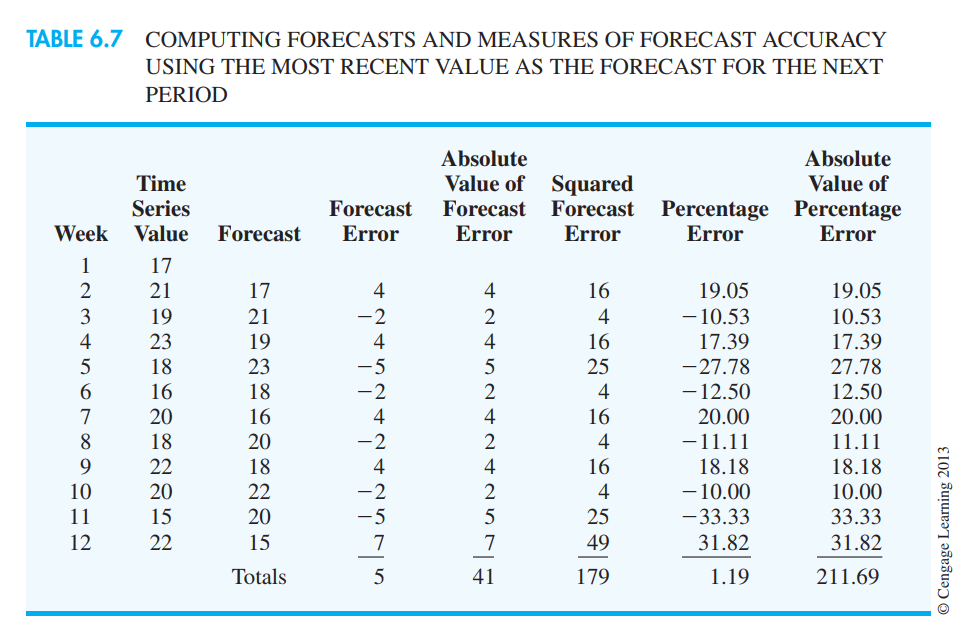 TABLE 6.7 COMPUTING FORECASTS AND MEASURES OF FORECAST ACCURACY
USING THE MOST RECENT VALUE AS THE FORECAST FOR THE NEXT
PERIOD
Absolute Absolute
Time Value of Squared Value of
Series Forecast Forecast Forecast Percentage Percentage
Week Value Forecast Error Error Error Error Error
1 17
2 21 17 4 4 16 19.05 19.05
3 19 21 −2 2 4 −10.53 10.53
4 23 19 4 4 16 17.39 17.39
5 18 23 −5 5 25 −27.78 27.78
6 16 18 −2 2 4 −12.50 12.50
7 20 16 4 4 16 20.00 20.00
8 18 20 −2 2 4 −11.11 11.11
9 22 18 4 4 16 18.18 18.18
10 20 22 −2 2 4 −10.00 10.00
11 15 20 −5 5 25 −33.33 33.33
12 22 15 7 7 49 31.82 31.82
Totals 5 41 179 1.19 211.69
© Cengage Learning 2013